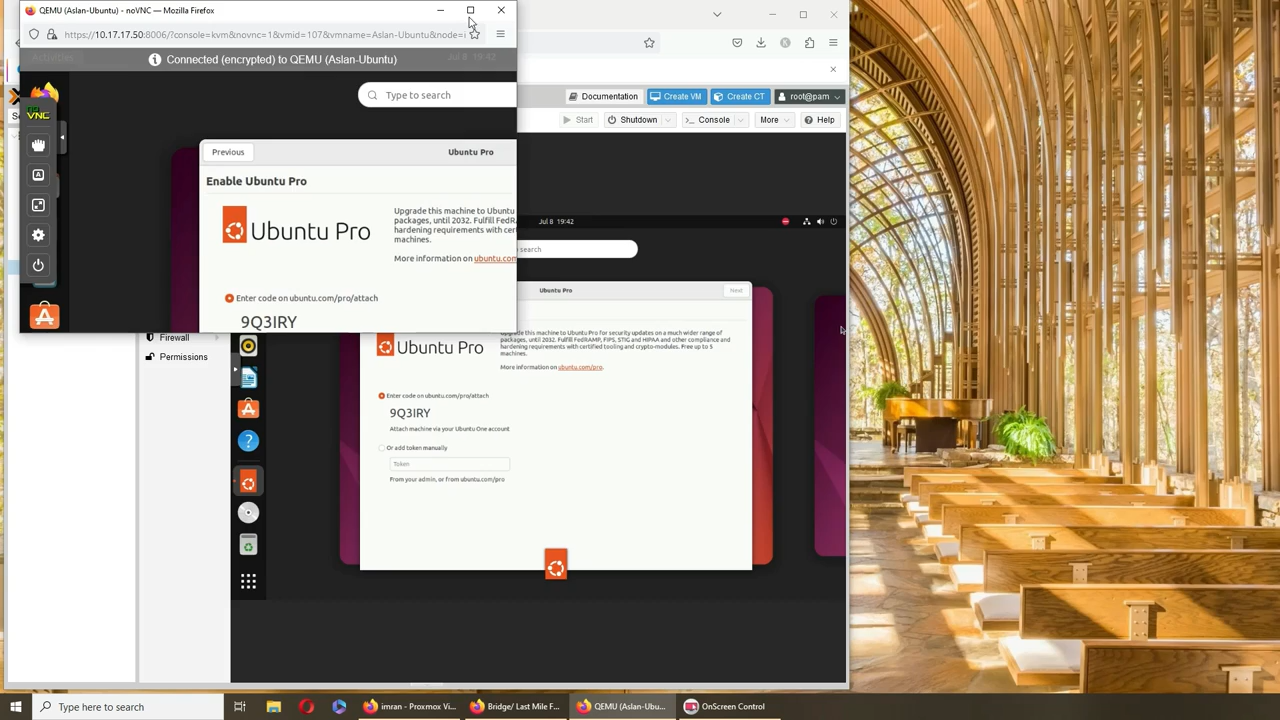 QEMU (Aslan-Ubuntu) - noVNC — Mozilla Firefox
https://10.17.17.50:8006/?console=kvm&novnc=1&vmid=107&vmname=Aslan-Ubuntu&node=i
Connected (encrypted) to QEMU (Aslan-Ubuntu)
Activities
Jul 8 19:42
no
VNC
Type to search
Previous
Ubuntu Pro
Enable Ubuntu Pro
Ubuntu Pro
Upgrade this machine to Ubuntu
packages, until 2032. Fulfill FedR
hardening requirements with cer
machines.
More information on ubuntu.com
Enter code on ubuntu.com/pro/attach
9Q3IRY
Documentation
Create VM
Create CT
root@pam
Start
Shutdown
Console
More
Help
Firewall
Permissions
Jul 8 19:42
search
Ubuntu Pro
Next
Upgrade this machine to Ubuntu Pro for security updates on a much wider range of
packages, until 2032. Fulfill FedRAMP, FIPS, STIG and HIPAA and other compliance and
hardening requirements with certified tooling and crypto-modules. Free up to 5
machines.
More information on ubuntu.com/pro.
Ubuntu Pro
Enter code on ubuntu.com/pro/attach
9Q3IRY
Attach machine via your Ubuntu One account
Or add token manually
Token
From your admin, or from ubuntu.com/pro
Type here to search
imran - Proxmox Vi...
Bridge/ Last Mile F...
QEMU (Aslan-Ubu...
OnScreen Control